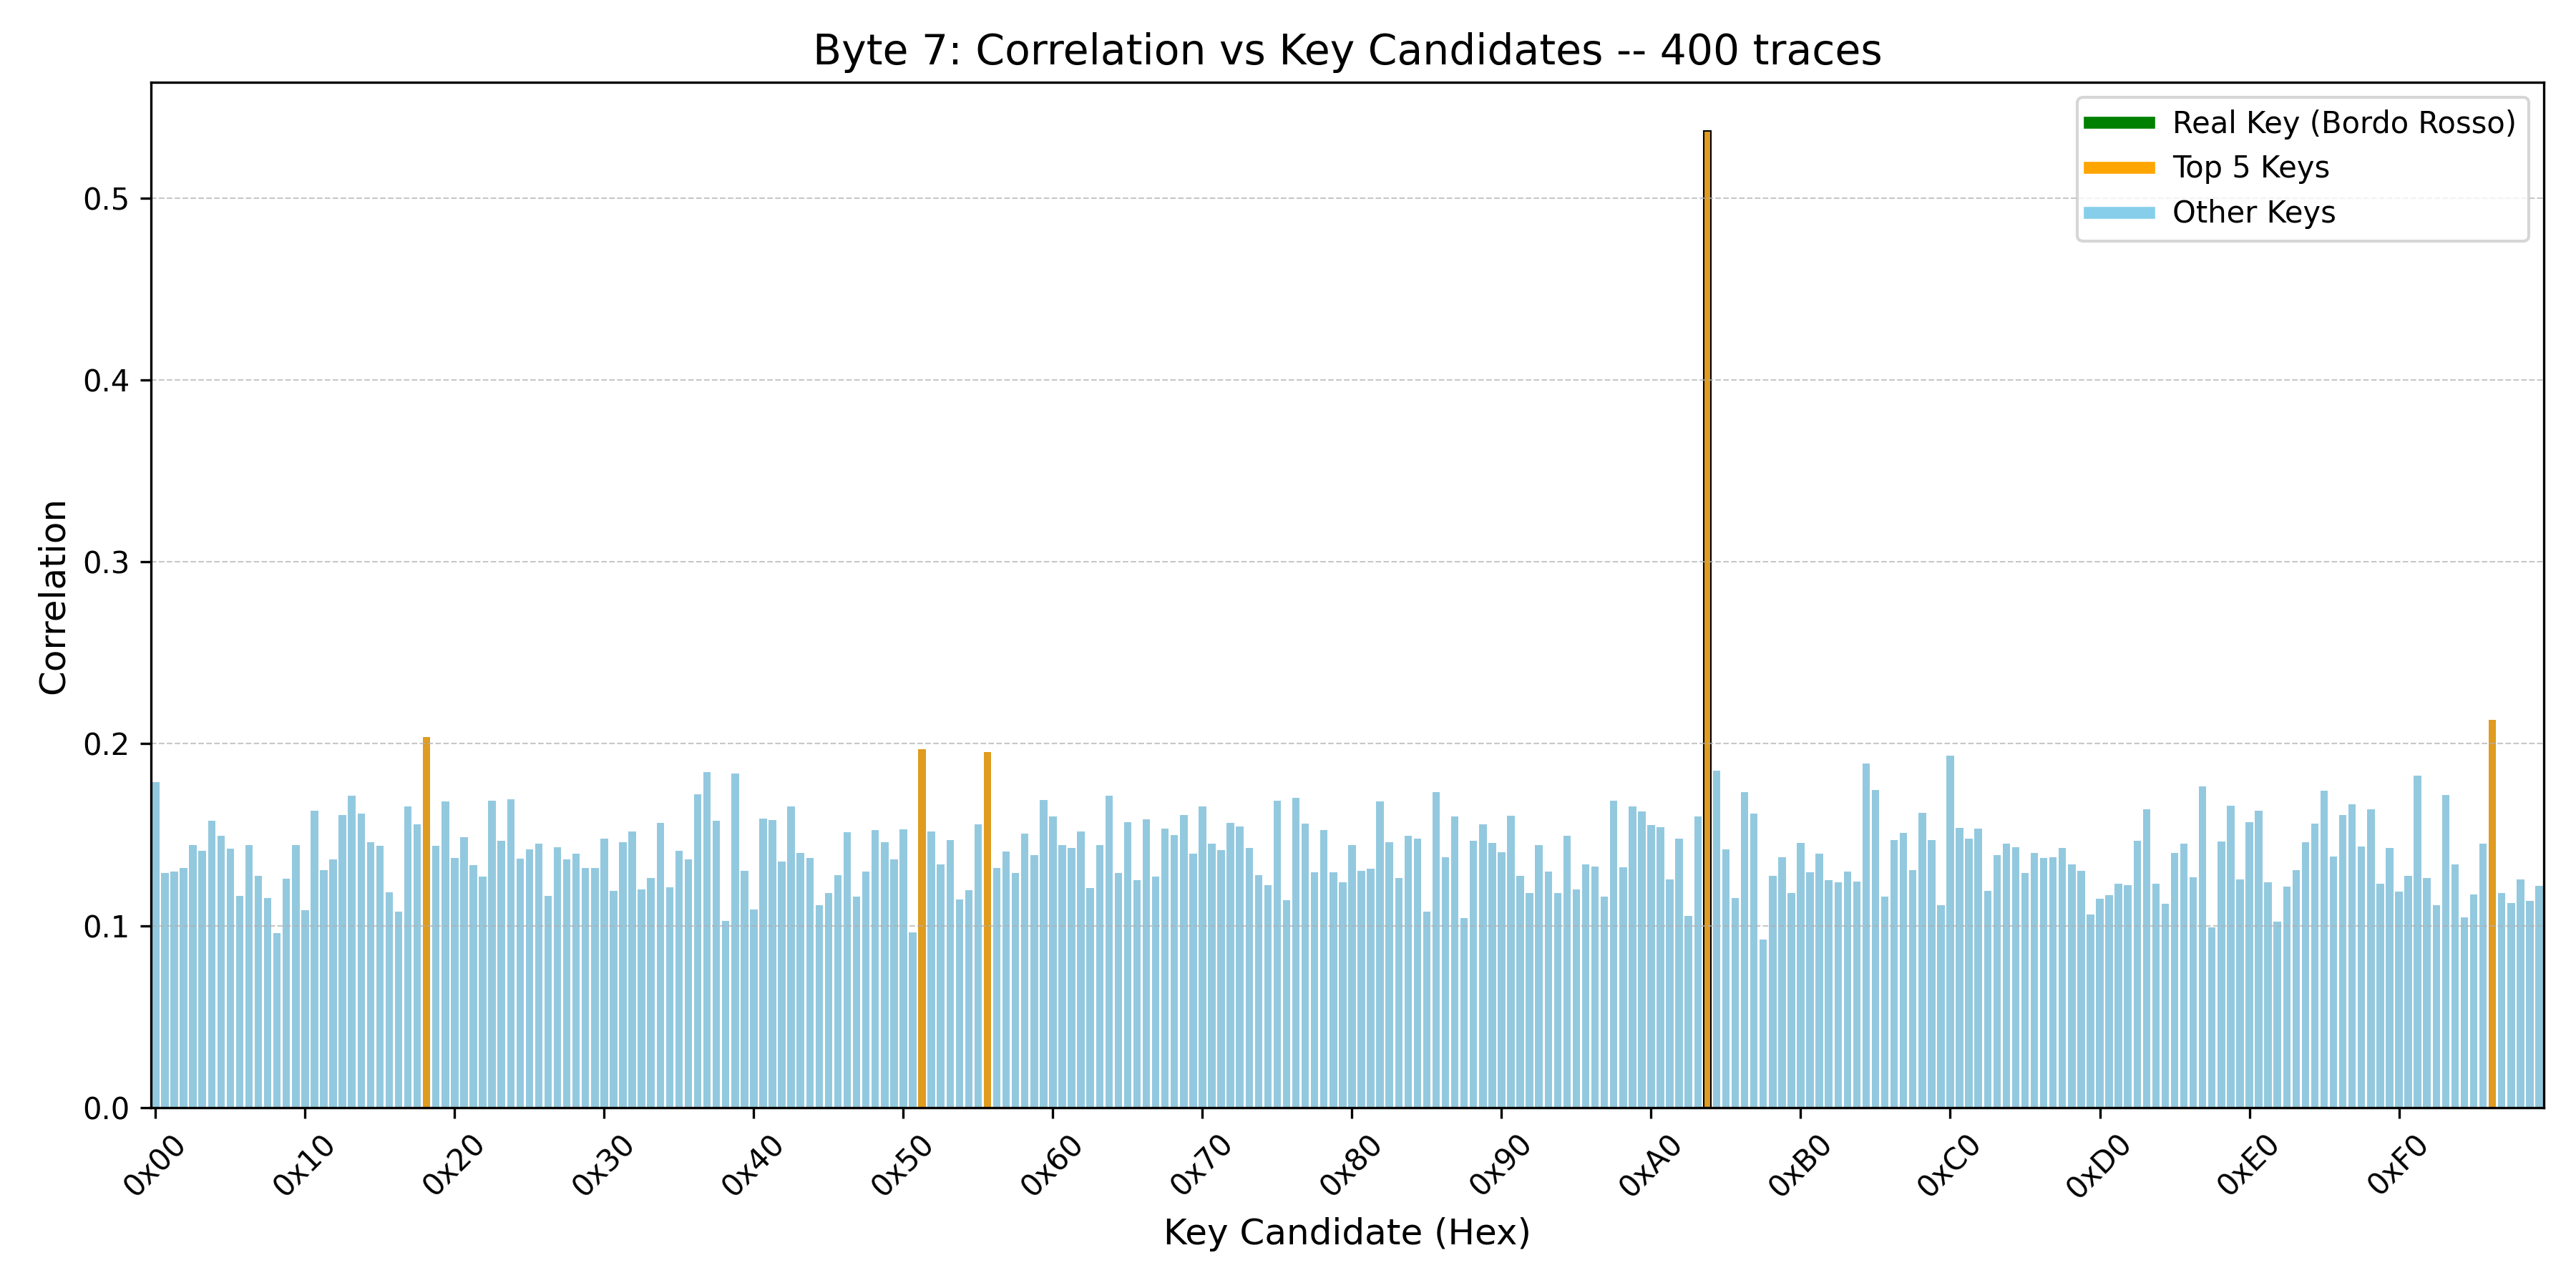 Byte 7: Correlation vs Key Candidates -- 400 traces
Real Key (Bordo Rosso)
Top 5 Keys
Other Keys
Correlation
0.5
0.4
0.3
0.2
0.1
0.0
0x00 0x10 0x20 0x30 0x40 0x50 0x60 0x70 0x80 0x90 0xA0 0xB0 0xC0 0xD0 0xE0 0xF0
Key Candidate (Hex)